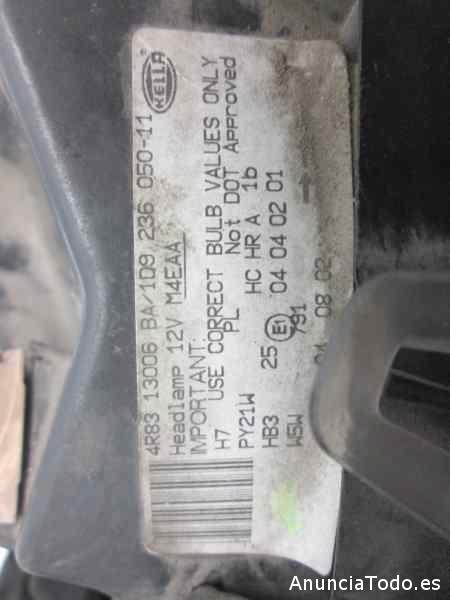 4R83 13006 BA/1D9 236 050-11
HELLA
Headlamp 12V M4EAA
IMPORTANT:
H7 USE CORRECT BULB VALUES ONLY
PY21W PL Not DOT Approved
HB3 25 HC HR A 1b
W5W E1 791 04 04 02 01
08 02
AnunciaTodo.es